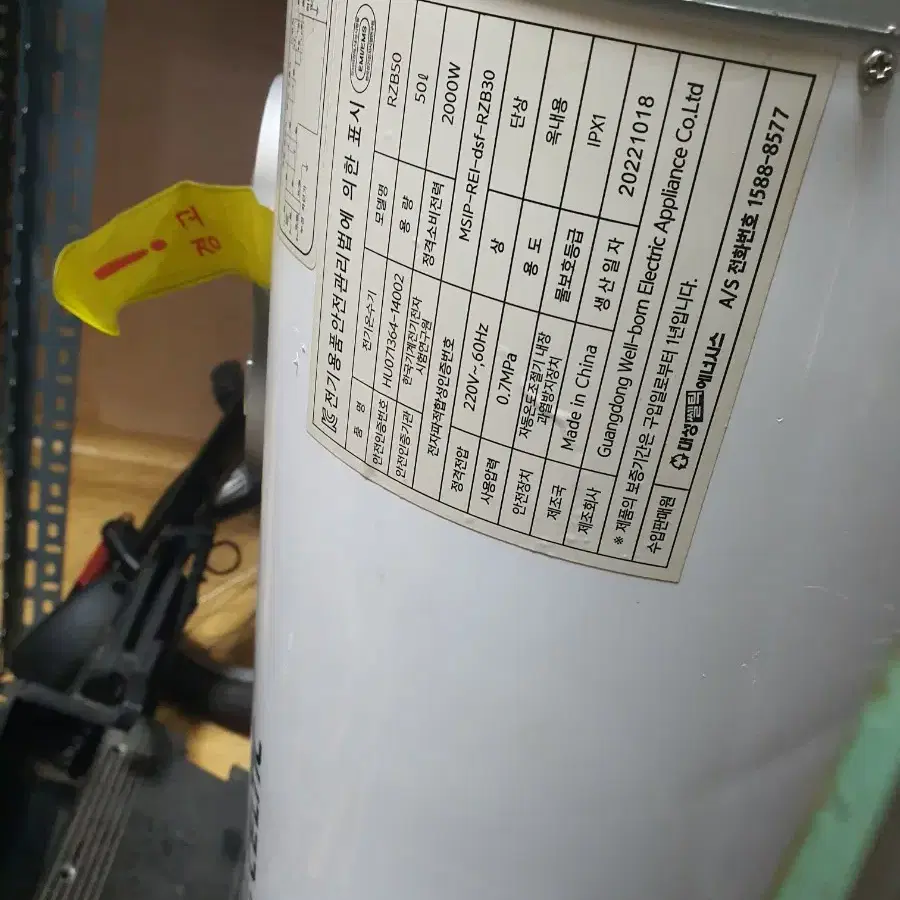 전기용품안전관리법에 의한 표시
EMI/EMS
품 명 전기온수기 모델명 RZB50
안전인증번호 HU071364-14002 용 량 50ℓ
안전인증기관 한국기계전기전자
시험연구원 정격소비전력 2000W
전자파적합성인증번호 MSIP-REI-dsf-RZB30
정격전압 220V~,60Hz 상 단상
사용압력 0.7MPa 용 도 옥내용
안전장치 자동온도조절기 내장
과열방지장치 물보호등급 IPX1
제조국 Made in China 생산일자 20221018
제조회사 Guangdong Well-born Electric Appliance Co.Ltd
※ 제품의 보증기간은 구입일로부터 1년입니다.
수입판매원 대성쎌틱에너시스 A/S 전화번호 1588-8577